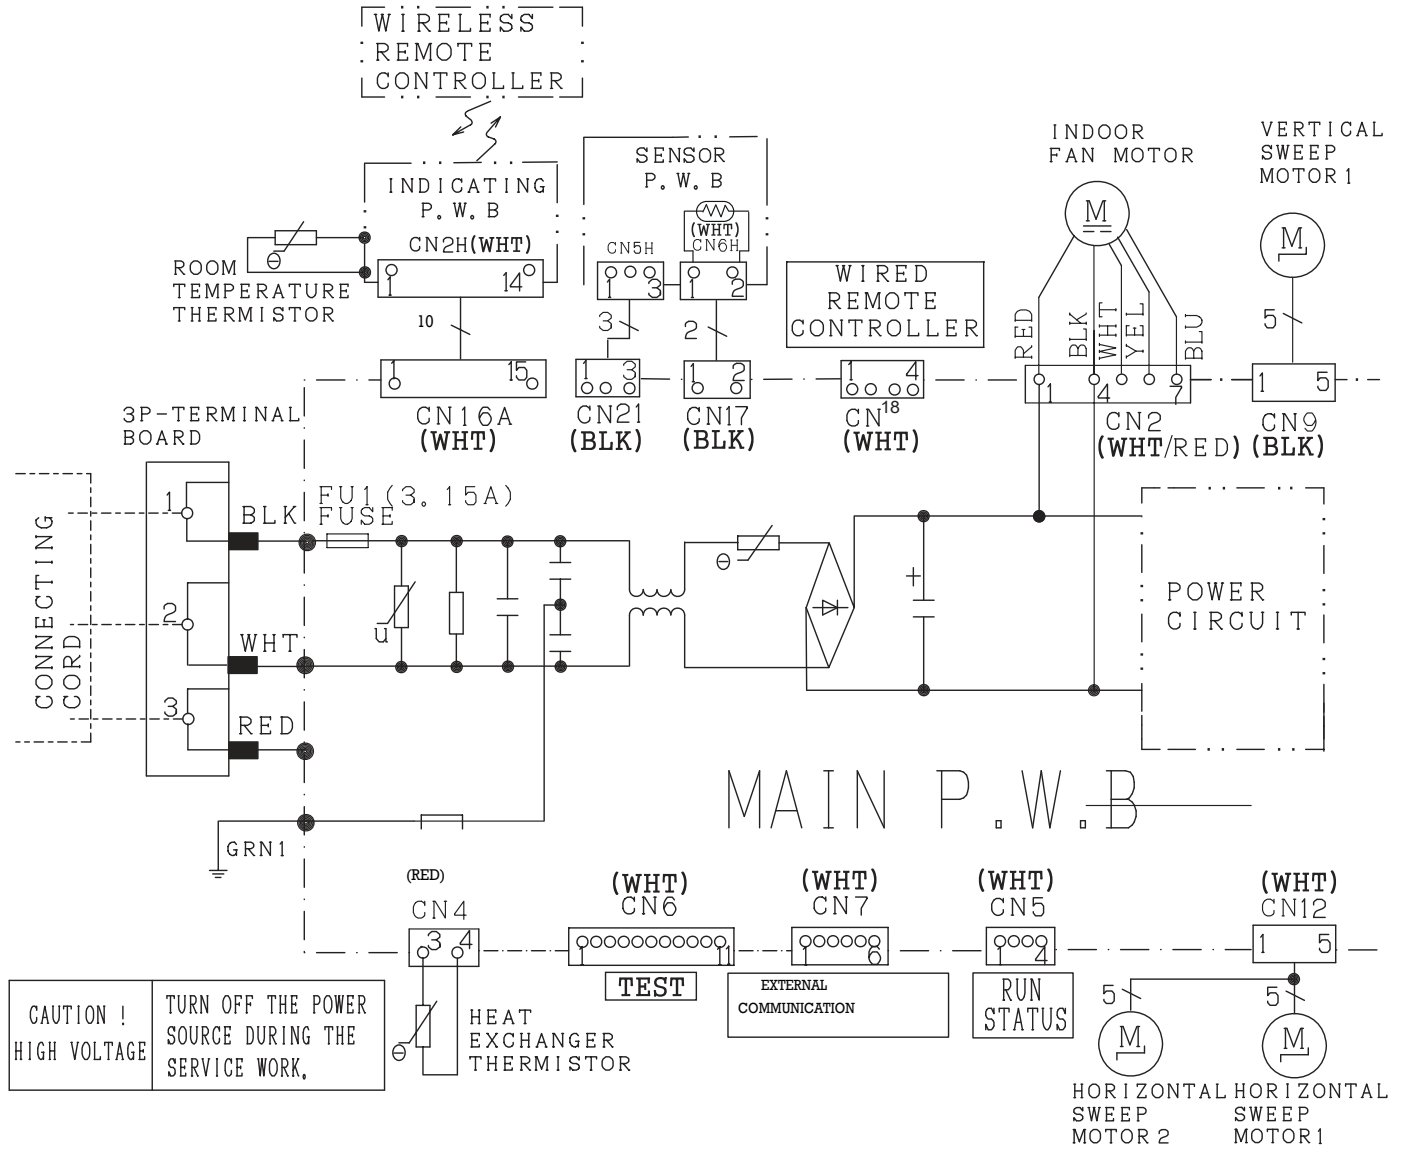 WIRELESS
REMOTE
CONTROLLER
INDICATING
P.W.B
CN2H(WHT)
1 14
ROOM
TEMPERATURE
THERMISTOR
10
1 15
CN16A
(WHT)
SENSOR
P.W.B
(WHT)
CN5H CN6H
1 3 1 2
3 2
1 3 1 2
CN21 CN17
(BLK) (BLK)
WIRED
REMOTE
CONTROLLER
1 4
CN18
(WHT)
INDOOR
FAN MOTOR
M
RED BLK WHT YEL BLU
1 4 7
CN2
(WHT/RED)
VERTICAL
SWEEP
MOTOR1
M
5
1 5
CN9
(BLK)
3P-TERMINAL
BOARD
CONNECTING
CORD
1
BLK
2
WHT
3
RED
FU1(3.15A)
FUSE
u
+
POWER
CIRCUIT
MAIN P.W.B
GRN1
(RED)
CN4
3 4
HEAT
EXCHANGER
THERMISTOR
(WHT)
CN6
1 11
TEST
(WHT)
CN7
1 6
EXTERNAL
COMMUNICATION
(WHT)
CN5
1 4
RUN
STATUS
(WHT)
CN12
1 5
5 5
M M
HORIZONTAL
SWEEP
MOTOR2
HORIZONTAL
SWEEP
MOTOR1
CAUTION !
HIGH VOLTAGE
TURN OFF THE POWER
SOURCE DURING THE
SERVICE WORK.